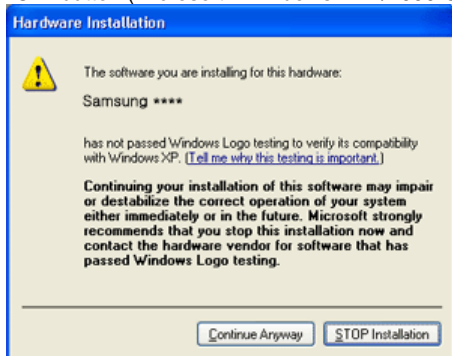 Hardware Installation
The software you are installing for this hardware:
Samsung ****
has not passed Windows Logo testing to verify its compatibility
with Windows XP. (Tell me why this testing is important.)
Continuing your installation of this software may impair
or destabilize the correct operation of your system
either immediately or in the future. Microsoft strongly
recommends that you stop this installation now and
contact the hardware vendor for software that has
passed Windows Logo testing.
Continue Anyway STOP Installation